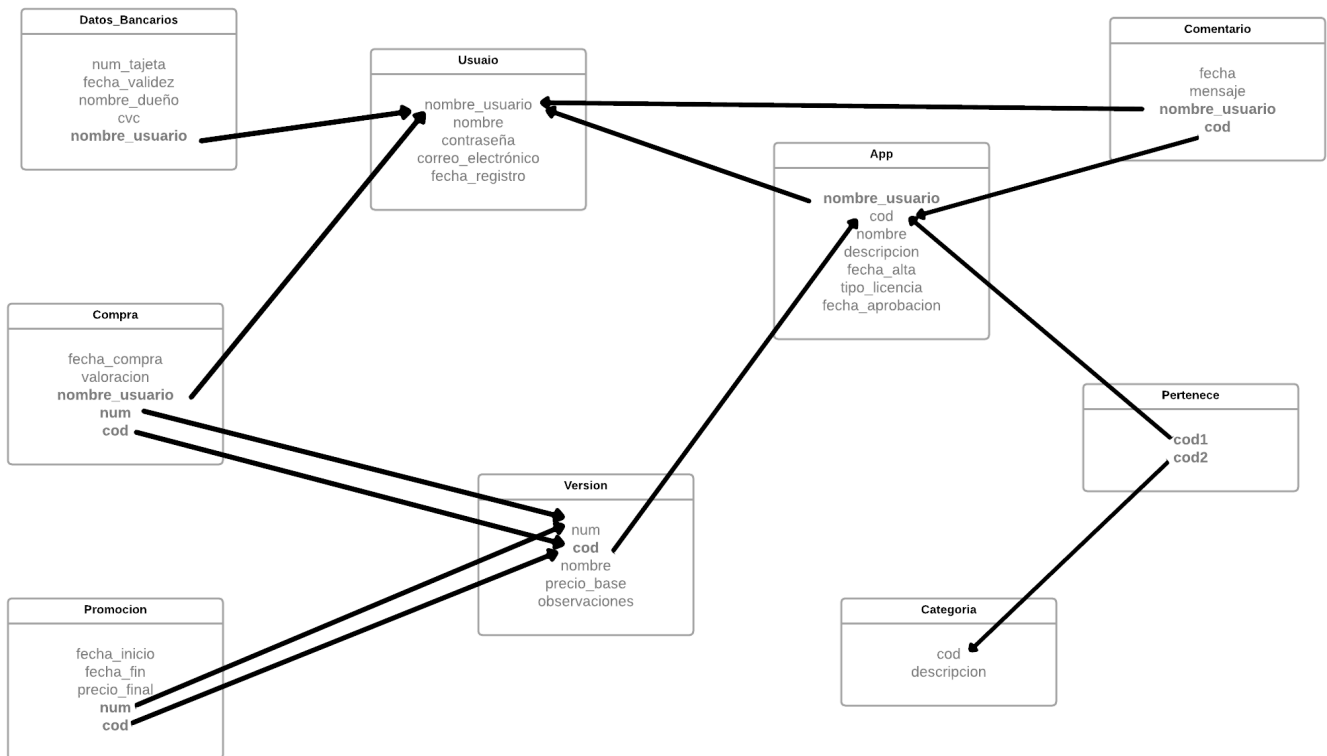 Datos_Bancarios
num_tajeta
fecha_validez
nombre_dueño
cvc
nombre_usuario
Usuaio
nombre_usuario
nombre
contraseña
correo_electrónico
fecha_registro
Comentario
fecha
mensaje
nombre_usuario
cod
App
nombre_usuario
cod
nombre
descripcion
fecha_alta
tipo_licencia
fecha_aprobacion
Compra
fecha_compra
valoracion
nombre_usuario
num
cod
Pertenece
cod1
cod2
Version
num
cod
nombre
precio_base
observaciones
Promocion
fecha_inicio
fecha_fin
precio_final
num
cod
Categoria
cod
descripcion